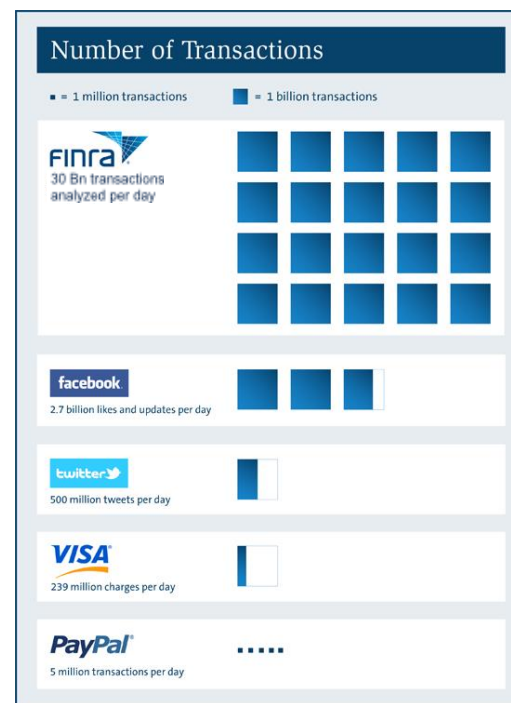 Number of Transactions
= 1 million transactions
= 1 billion transactions
FINra
30 Bn transactions
analyzed per day
facebook
2.7 billion likes and updates per day
twitter
500 million tweets per day
VISA
239 million charges per day
PayPal
5 million transactions per day